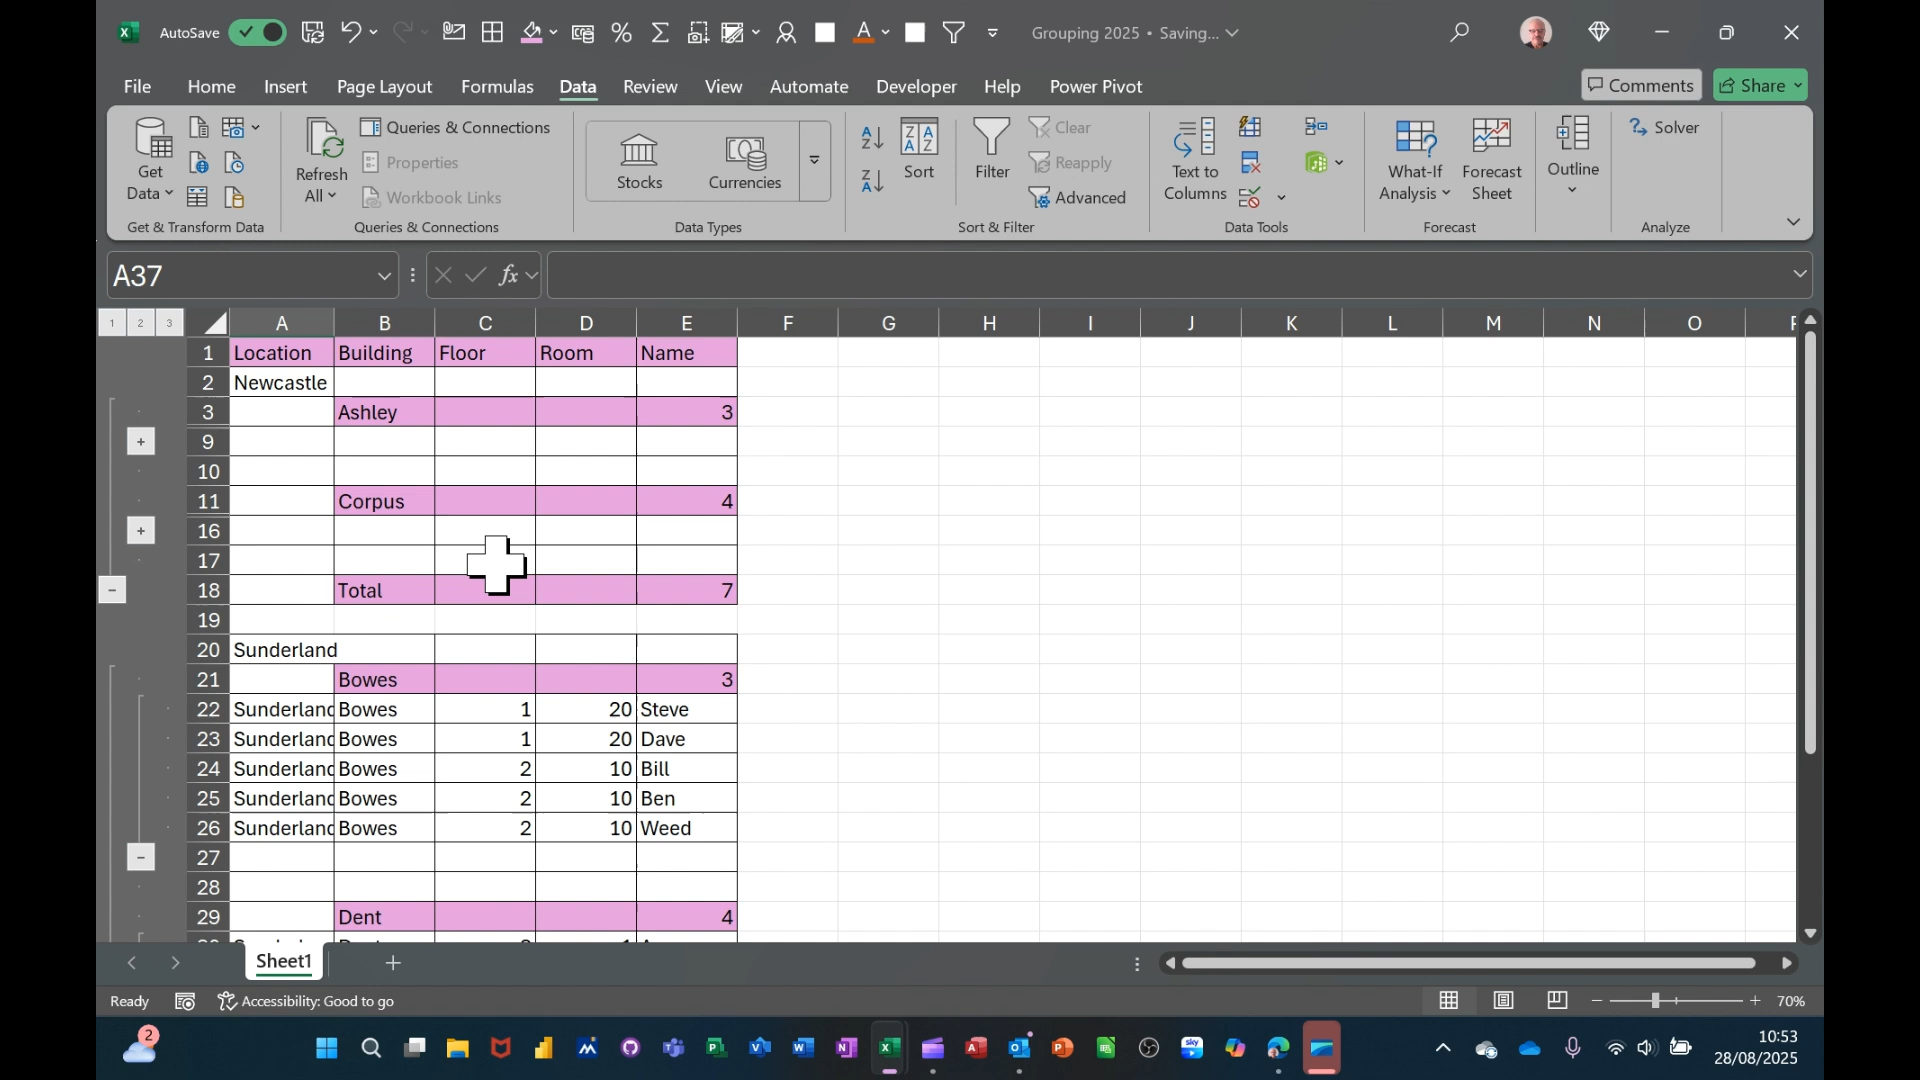 AutoSave
Grouping 2025 • Saving...
File Home Insert Page Layout Formulas Data Review View Automate Developer Help Power Pivot Comments Share
Get Data
Refresh All
Queries & Connections
Properties
Workbook Links
Stocks
Currencies
Sort
Filter
Clear
Reapply
Advanced
Text to Columns
What-If Analysis
Forecast Sheet
Outline
Solver
Get & Transform Data Queries & Connections Data Types Sort & Filter Data Tools Forecast Analyze
A37 fx
1 2 3 A B C D E F G H I J K L M N O
1 Location Building Floor Room Name
2 Newcastle
3 Ashley 3
9
10
11 Corpus 4
16
17
18 Total 7
19
20 Sunderland
21 Bowes 3
22 Sunderland Bowes 1 20 Steve
23 Sunderland Bowes 1 20 Dave
24 Sunderland Bowes 2 10 Bill
25 Sunderland Bowes 2 10 Ben
26 Sunderland Bowes 2 10 Weed
27
28
29 Dent 4
Sheet1
Ready Accessibility: Good to go 70%
2
sky
10:53
28/08/2025